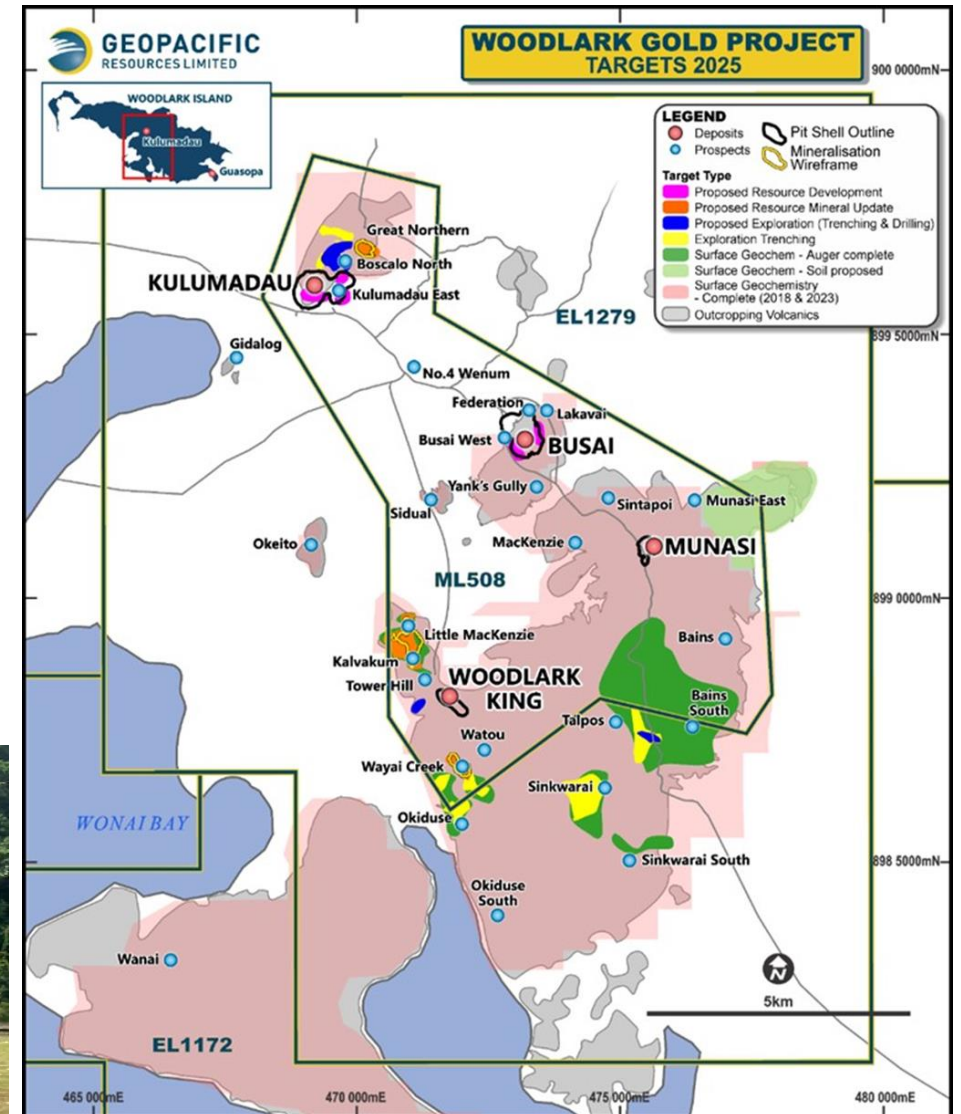 GEOPACIFIC
RESOURCES LIMITED
WOODLARK GOLD PROJECT
TARGETS 2025
900 0000mN
WOODLARK ISLAND
Kulumadau
Guasopa
LEGEND
Deposits
Prospects
Pit Shell Outline
Mineralisation
Wireframe
Target Type
Proposed Resource Development
Proposed Resource Mineral Update
Proposed Exploration (Trenching & Drilling)
Exploration Trenching
Surface Geochem - Auger complete
Surface Geochem - Soil proposed
Surface Geochemistry
- Complete (2018 & 2023)
Outcropping Volcanics
Great Northern
Boscalo North
KULUMADAU
Kulumadau East
EL1279
899 5000mN
Gidalog
No.4 Wenum
Federation
Lakavai
Busai West
BUSAI
Yank's Gully
Sidual
Sintapoi
Munasi East
Okeito
MacKenzie
MUNASI
ML508
899 0000mN
Little MacKenzie
Bains
Kalvakum
Tower Hill
WOODLARK
KING
Bains
South
Talpos
Watou
Wayai Creek
Sinkwarai
Okiduse
WONAI BAY
Sinkwarai South
898 5000mN
Okiduse
South
Wanai
5km
EL1172
465 000mE
470 000mE
475 000mE
480 000mE